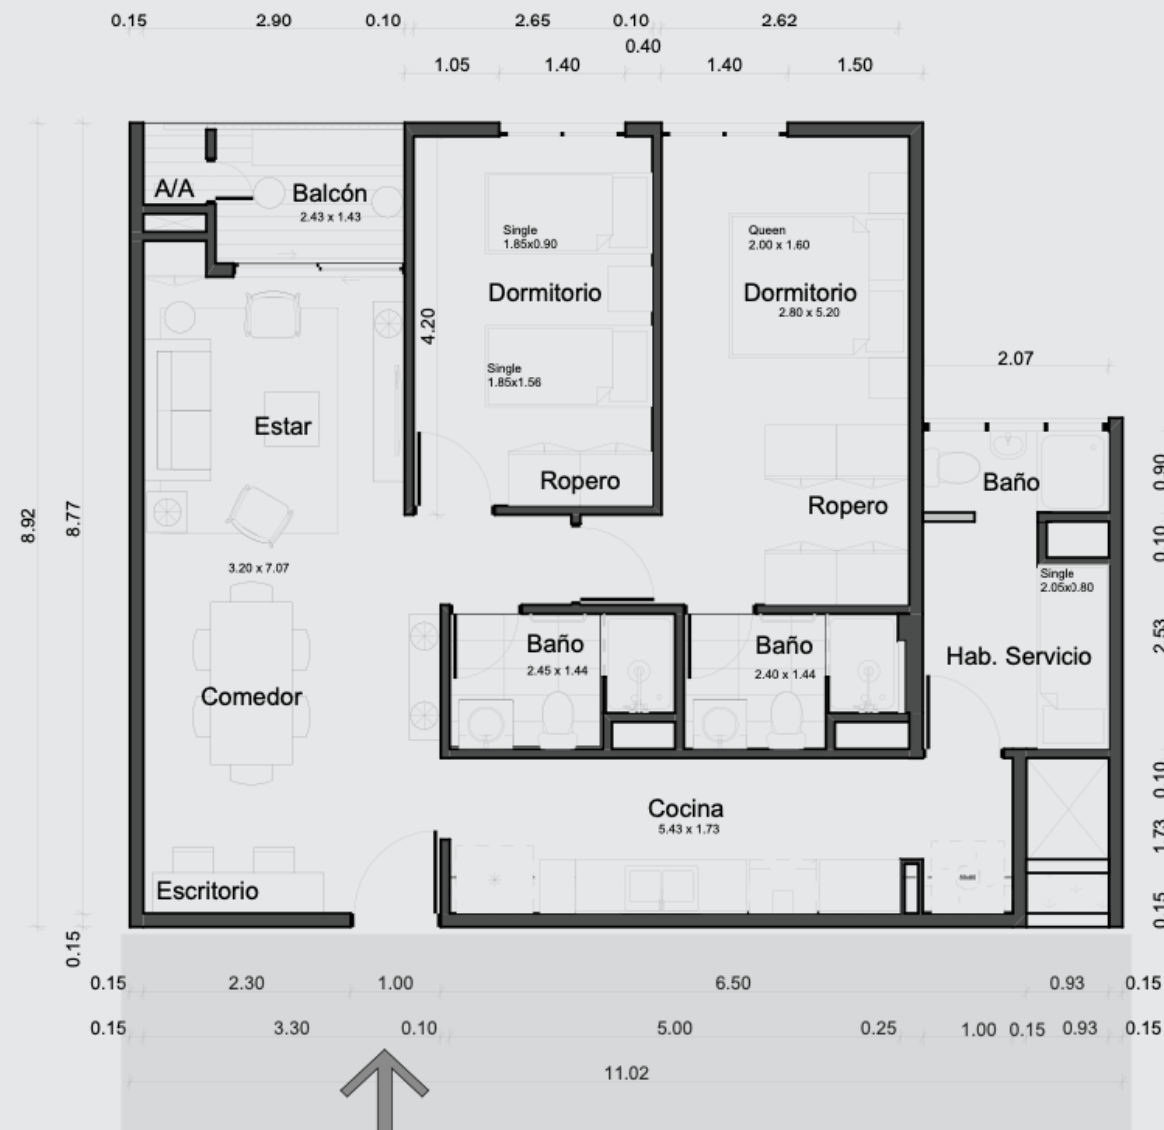 0.15 2.90 0.10 2.65 0.10 2.62
0.40
1.05 1.40 1.40 1.50
A/A
Balcón
2.43 x 1.43
Single
1.85x0.90
Queen
2.00 x 1.60
Dormitorio
Dormitorio
2.80 x 5.20
4.20
2.07
Single
1.85x1.56
Estar
Ropero
Baño
0.90
Ropero
8.92
8.77
0.10
3.20 x 7.07
Single
2.05x0.80
Baño
2.45 x 1.44
Baño
2.40 x 1.44
2.53
Hab. Servicio
Comedor
0.10
Cocina
5.43 x 1.73
1.73
Escritorio
0.15
0.15
0.15 2.30 1.00 6.50 0.93 0.15
0.15 3.30 0.10 5.00 0.25 1.00 0.15 0.93 0.15
11.02